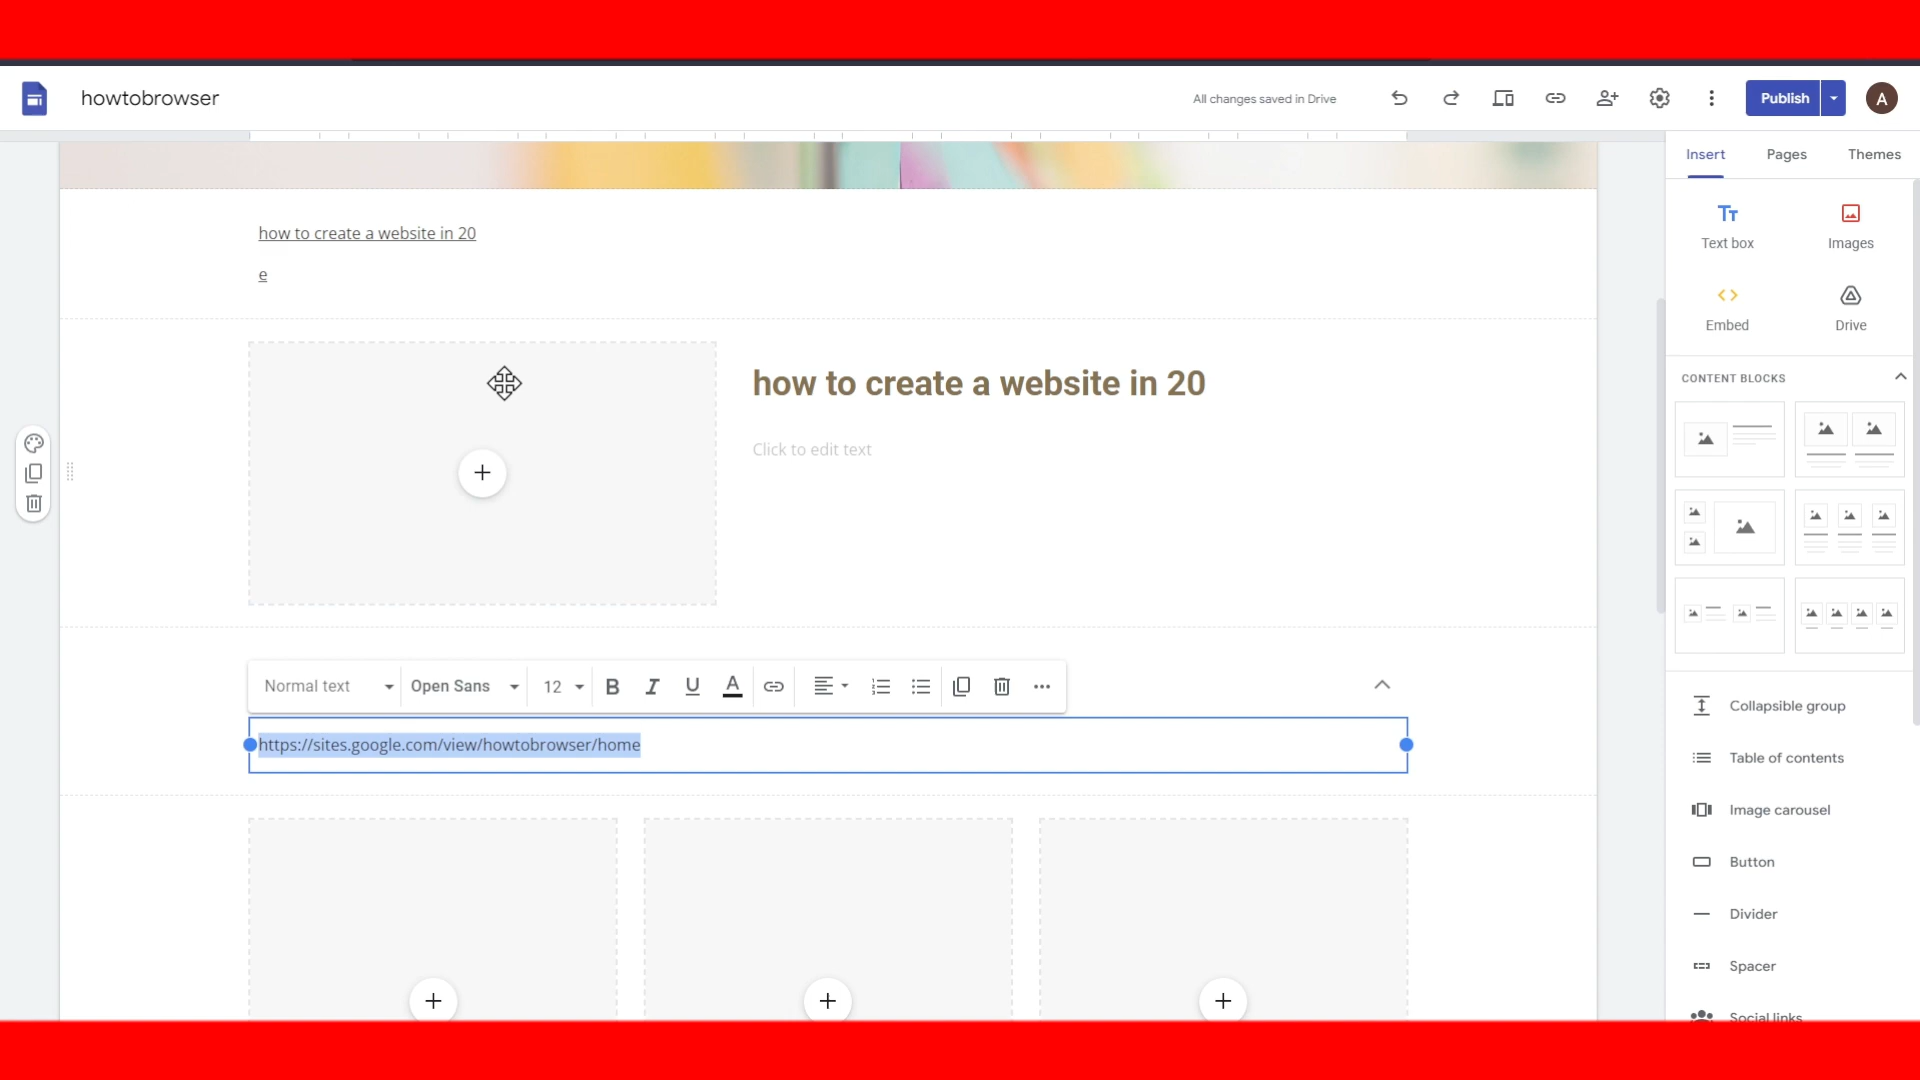 howtobrowser
All changes saved in Drive
Publish
A
Insert
Pages
Themes
how to create a website in 20
e
Text box
Images
Embed
Drive
how to create a website in 20
Click to edit text
CONTENT BLOCKS
Normal text
Open Sans
12
B
I
U
A
https://sites.google.com/view/howtobrowser/home
Collapsible group
Table of contents
Image carousel
Button
Divider
Spacer
Social links